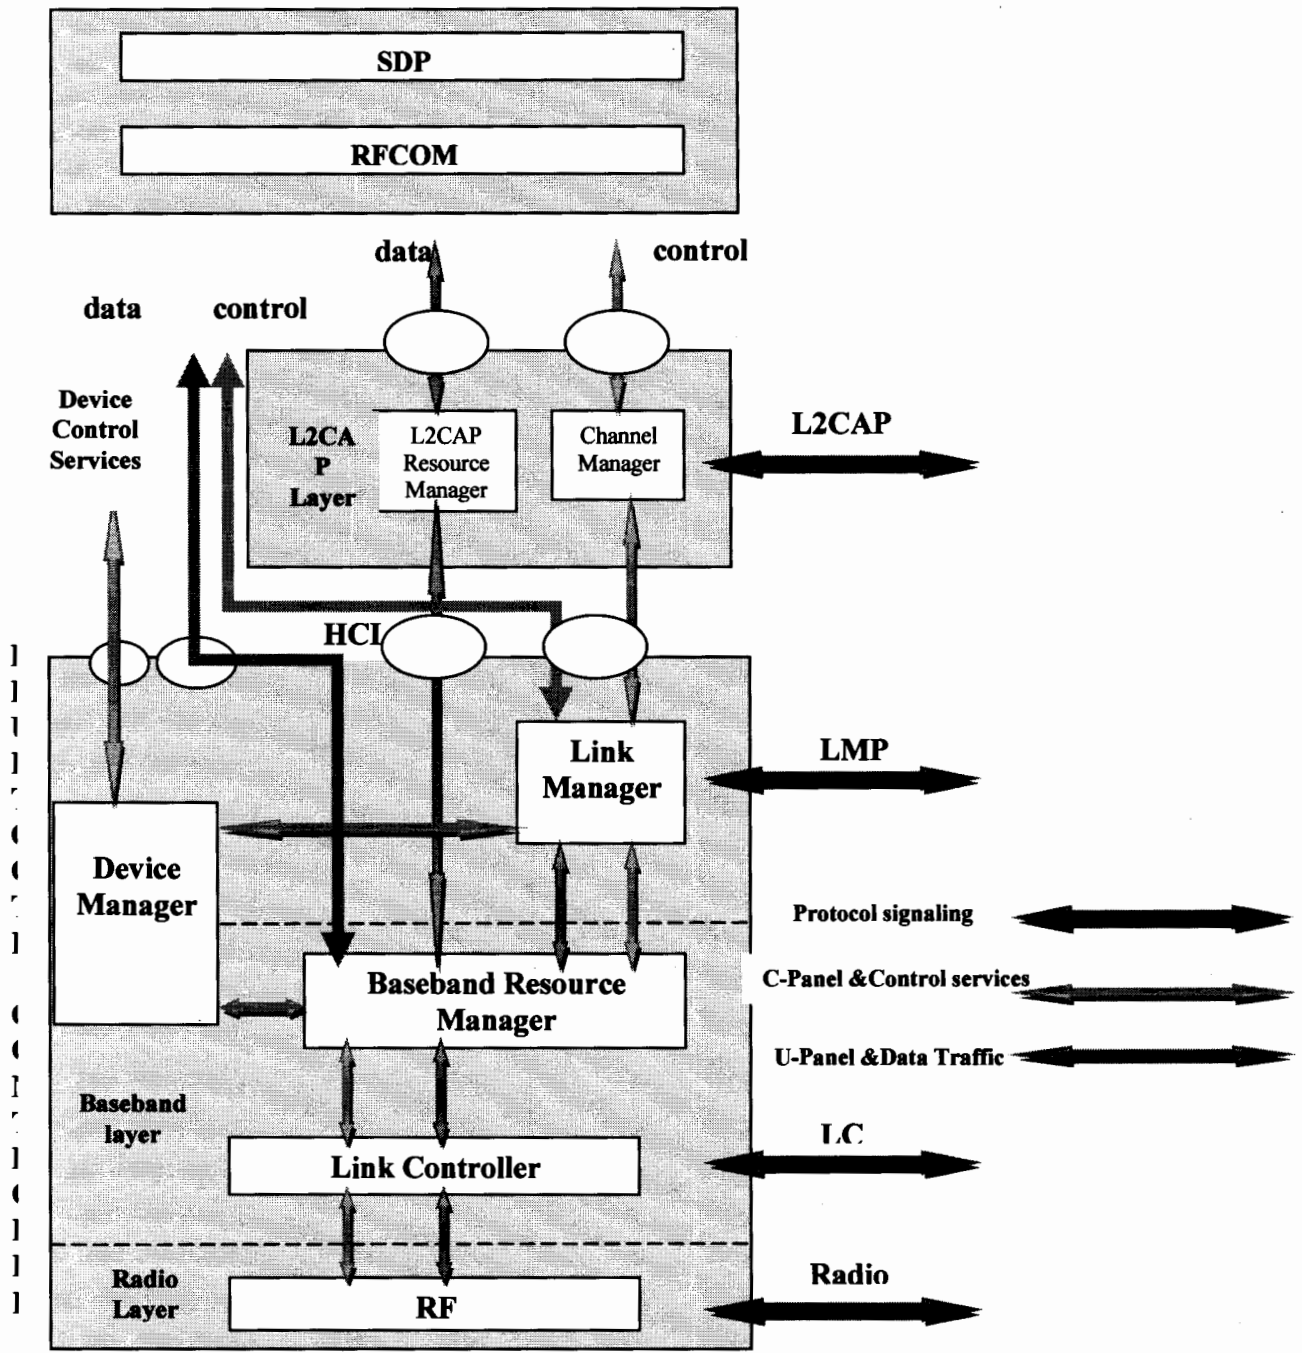 SDP
RFCOM
data
control
data
control
Device
Control
Services
L2CA
P
Layer
L2CAP
Resource
Manager
Channel
Manager
L2CAP
HCI
Link
Manager
LMP
Device
Manager
Protocol signaling
Baseband Resource
Manager
C-Panel &Control services
U-Panel &Data Traffic
Baseband
layer
Link Controller
LC
Radio
Layer
RF
Radio